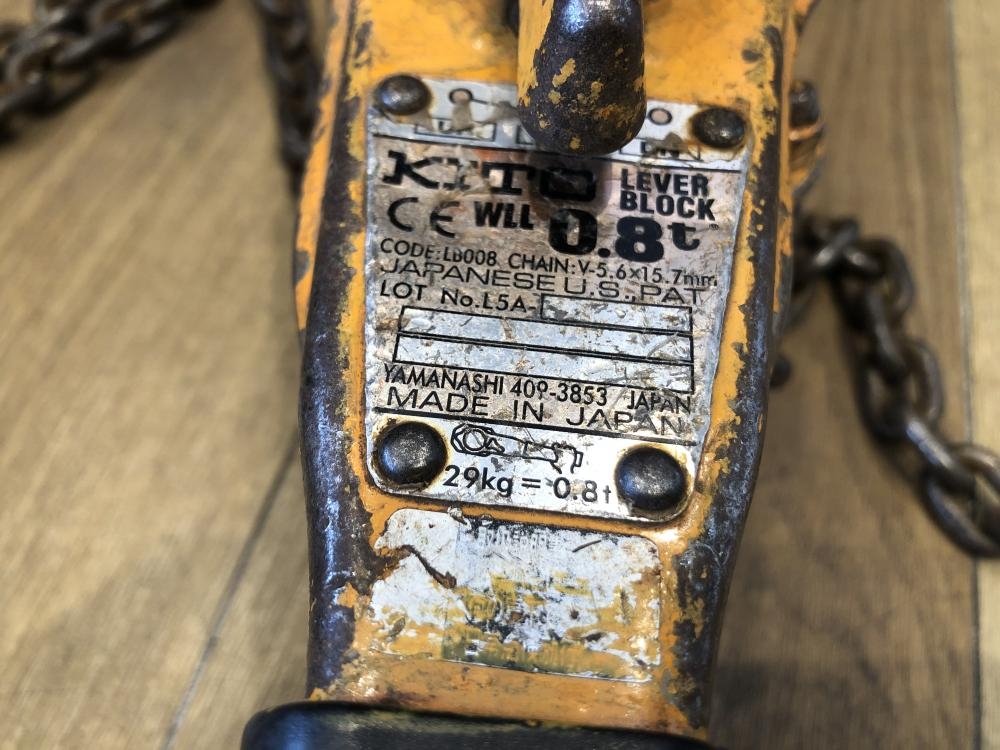 KITO LEVER BLOCK
CE WLL 0.8t
CODE:LB008 CHAIN:V-5.6×15.7mm
JAPANESE U.S.,PAT
LOT No.L5A-
YAMANASHI 409-3853 JAPAN
MADE IN JAPAN
29kg = 0.8t